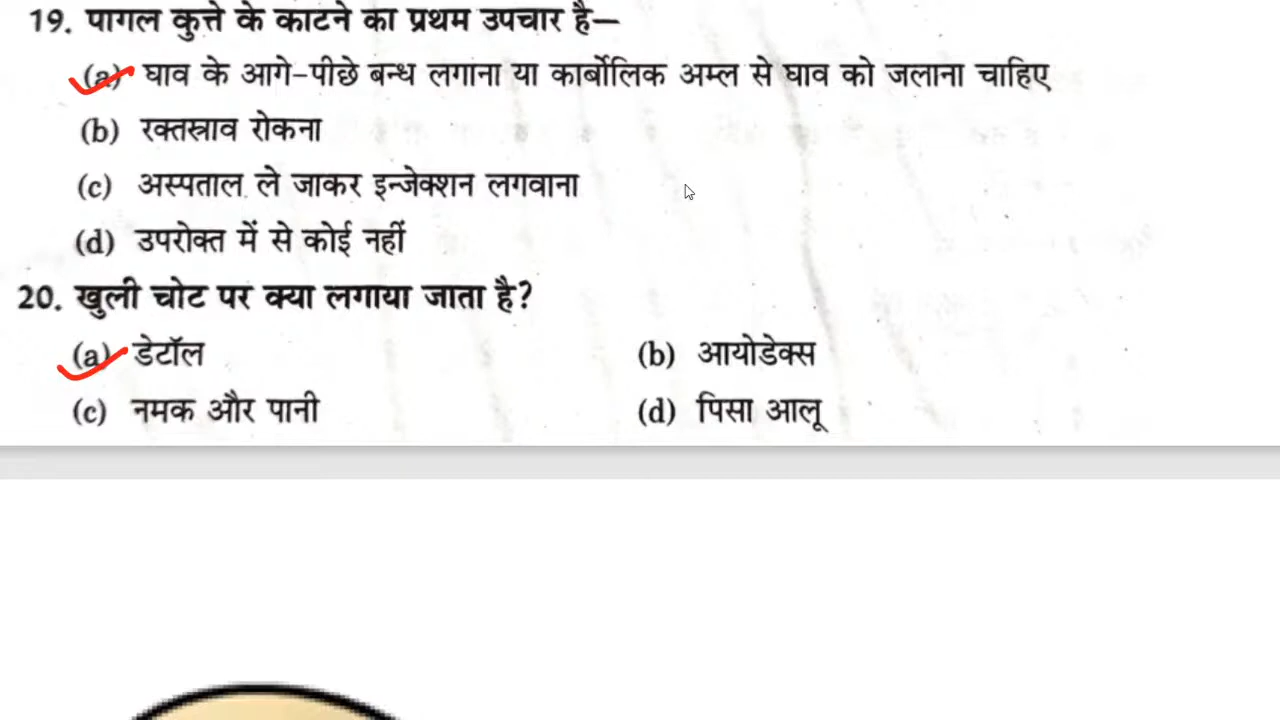 19. पागल कुत्ते के काटने का प्रथम उपचार है—
(a) घाव के आगे-पीछे बन्ध लगाना या कार्बोलिक अम्ल से घाव को जलाना चाहिए
(b) रक्तस्राव रोकना
(c) अस्पताल ले जाकर इन्जेक्शन लगवाना
(d) उपरोक्त में से कोई नहीं
20. खुली चोट पर क्या लगाया जाता है?
(a) डेटॉल (b) आयोडेक्स
(c) नमक और पानी (d) पिसा आलू